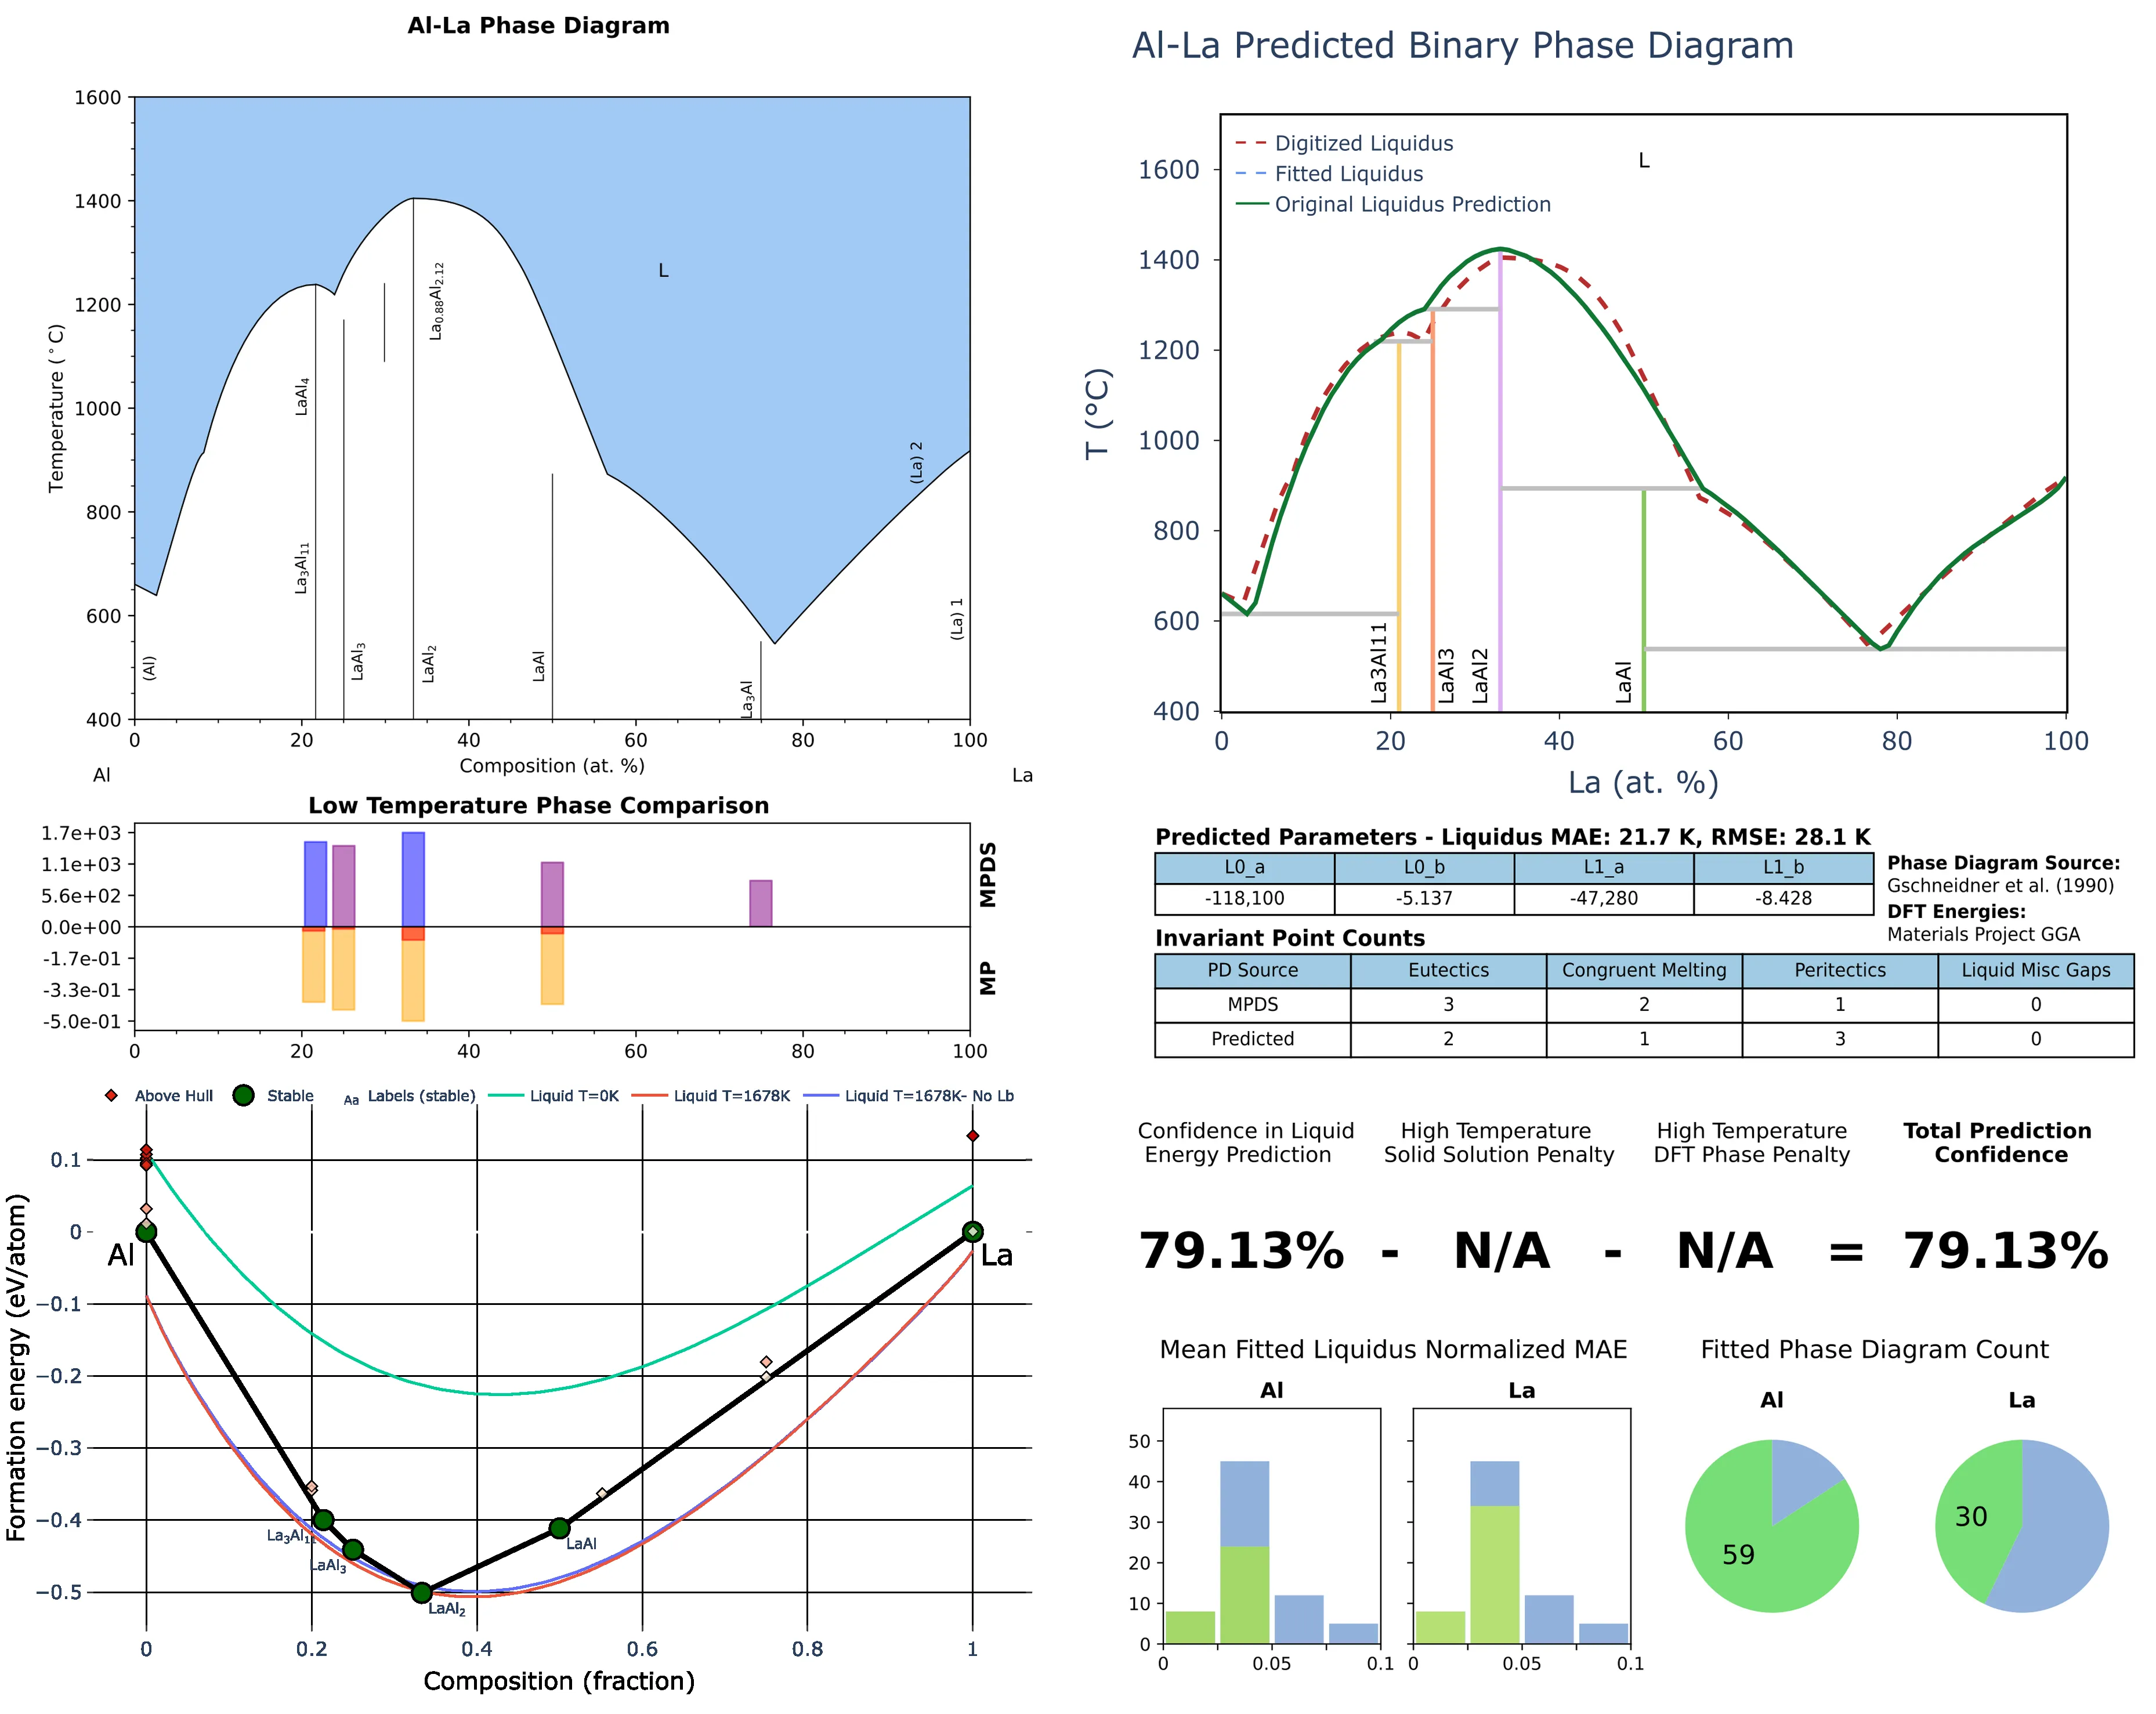 Al-La Phase Diagram
1600
1400
1200
1000
800
600
400
Temperature (°C)
L
LaAl₄
La₃Al₁₁
LaAl₃
La₀.₈₈Al₂.₁₂
LaAl₂
LaAl
La₃Al
(Al)
(La) 2
(La) 1
0 20 40 60 80 100
Composition (at. %)
Al La
Low Temperature Phase Comparison
1.7e+03
1.1e+03
5.6e+02
0.0e+00
-1.7e-01
-3.3e-01
-5.0e-01
MPDS
MP
0 20 40 60 80 100
Above Hull Stable Aa Labels (stable) Liquid T=0K Liquid T=1678K Liquid T=1678K- No Lb
0.1
0
−0.1
−0.2
−0.3
−0.4
−0.5
Formation energy (eV/atom)
Al
La
La₃Al₁₁
LaAl₃
LaAl₂
LaAl
0 0.2 0.4 0.6 0.8 1
Composition (fraction)
Al-La Predicted Binary Phase Diagram
Digitized Liquidus
Fitted Liquidus
Original Liquidus Prediction
L
1600
1400
1200
1000
800
600
400
T (°C)
La3Al11
LaAl3
LaAl2
LaAl
0 20 40 60 80 100
La (at. %)
Predicted Parameters - Liquidus MAE: 21.7 K, RMSE: 28.1 K
L0_a L0_b L1_a L1_b
-118,100 -5.137 -47,280 -8.428
Phase Diagram Source:
Gschneidner et al. (1990)
DFT Energies:
Materials Project GGA
Invariant Point Counts
PD Source Eutectics Congruent Melting Peritectics Liquid Misc Gaps
MPDS 3 2 1 0
Predicted 2 1 3 0
Confidence in Liquid
Energy Prediction
High Temperature
Solid Solution Penalty
High Temperature
DFT Phase Penalty
Total Prediction
Confidence
79.13% - N/A - N/A = 79.13%
Mean Fitted Liquidus Normalized MAE
Al La
50
40
30
20
10
0
0 0.05 0.1 0 0.05 0.1
Fitted Phase Diagram Count
Al La
59 30